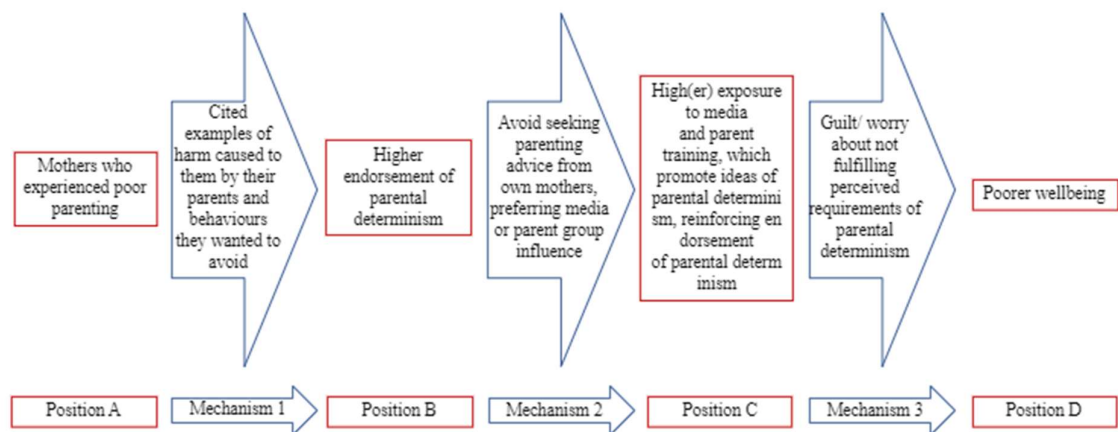 Mothers who
experienced poor
parenting
Cited
examples of
harm caused to
them by their
parents and
behaviours
they wanted to
avoid
Higher
endorsement of
parental
determinism
Avoid seeking
parenting
advice from
own mothers,
preferring media
or parent group
influence
High(er) exposure
to media
and parent
training, which
promote ideas of
parental determini
sm, reinforcing en
dorsement
of parental determ
inism
Guilt/ worry
about not
fulfilling
perceived
requirements of
parental
determinism
Poorer wellbeing
Position A
Mechanism 1
Position B
Mechanism 2
Position C
Mechanism 3
Position D